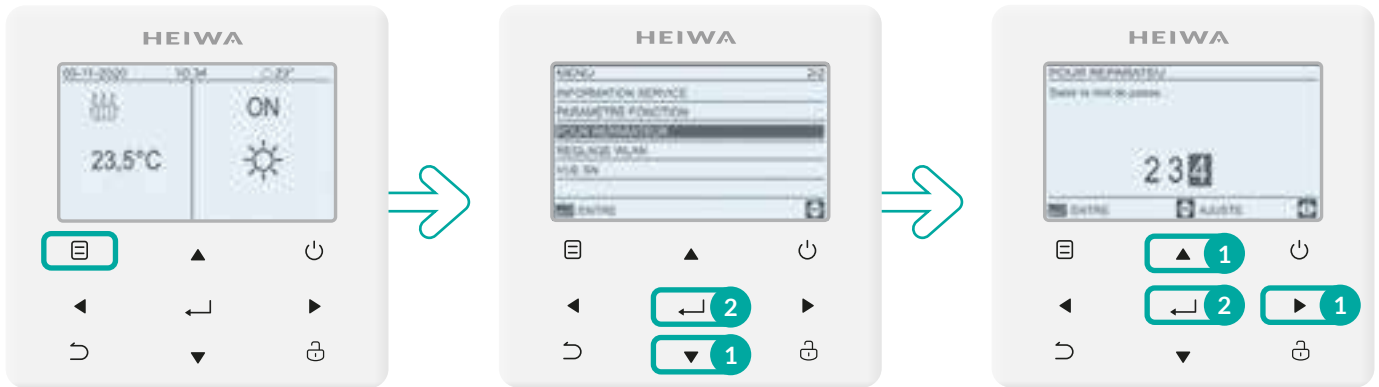 HEIWA
09-11-2020 10:34 23°
23,5°C
ON
HEIWA
MENU 2/2
INFORMATION SERVICE
PARAMETRE FONCTION
POUR REPARATEUR
REGLAGE WLAN
VUE SN
ENTRE
2
1
HEIWA
POUR REPARATEU
Saisir le mot de passe
2 3 4
ENTRE AJUSTE
1
2 1